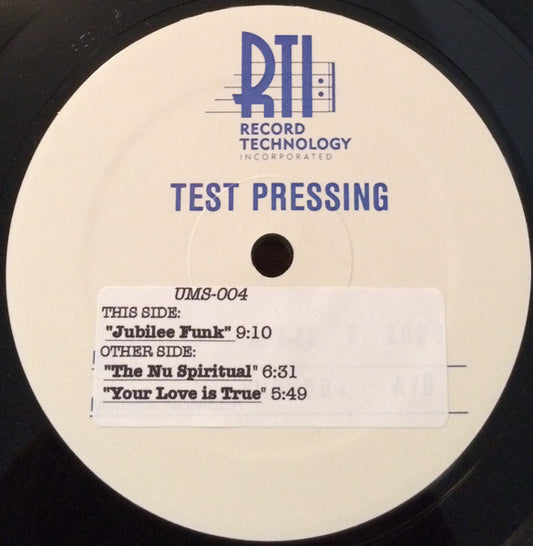 RTI
RECORD
TECHNOLOGY
INCORPORATED
TEST PRESSING
UMS-004
THIS SIDE:
"Jubilee Funk" 9:10
OTHER SIDE:
"The Nu Spiritual" 6:31
"Your Love is True" 5:49